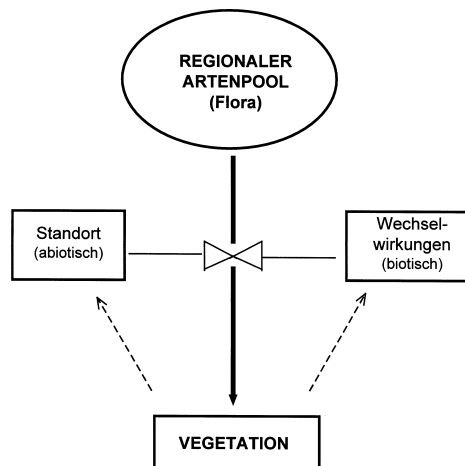 REGIONALER
ARTENPOOL
(Flora)
Standort
(abiotisch)
Wechsel-
wirkungen
(biotisch)
VEGETATION